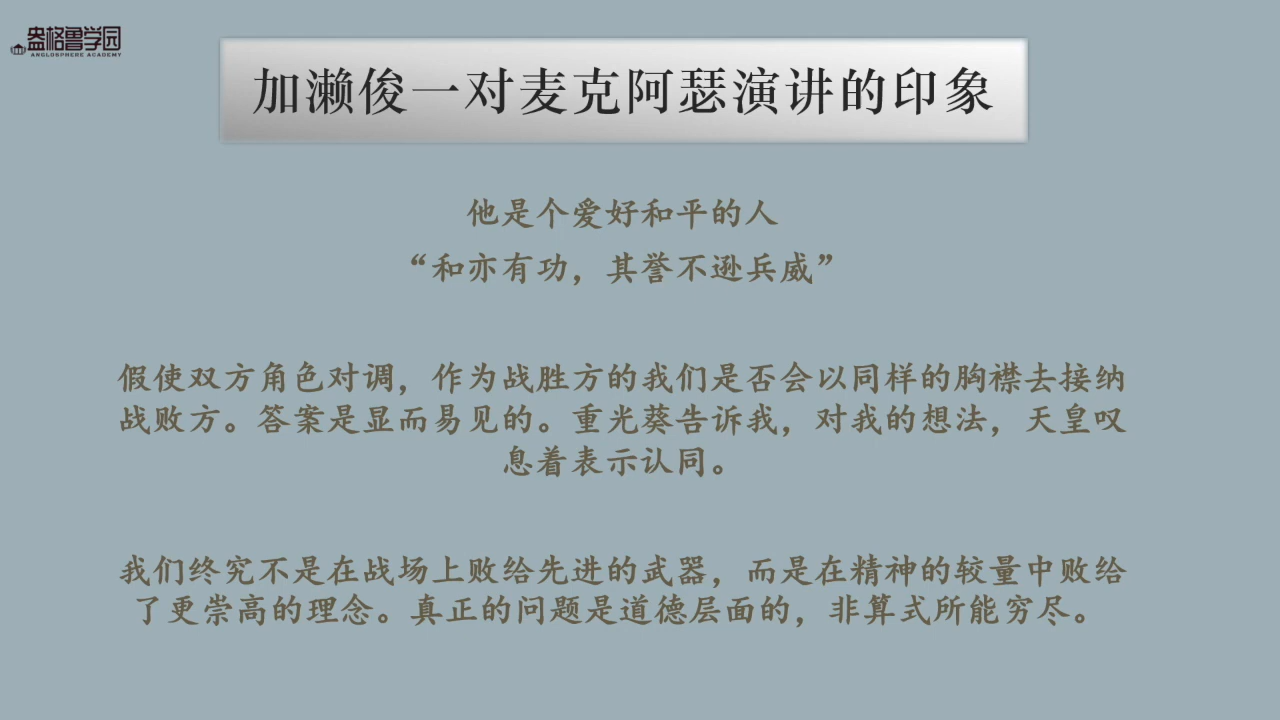 盎格鲁学园
ANGLOSPHERE ACADEMY
加濑俊一对麦克阿瑟演讲的印象
他是个爱好和平的人
“和亦有功，其誉不逊兵威”
假使双方角色对调，作为战胜方的我们是否会以同样的胸襟去接纳
战败方。答案是显而易见的。重光葵告诉我，对我的想法，天皇叹
息着表示认同。
我们终究不是在战场上败给先进的武器，而是在精神的较量中败给
了更崇高的理念。真正的问题是道德层面的，非算式所能穷尽。